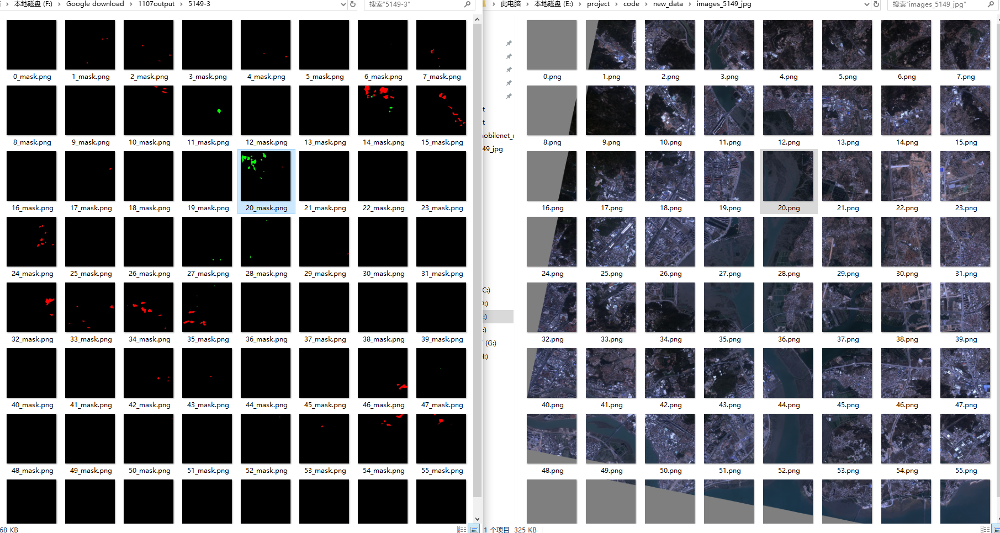 本地磁盘 (F:) › Google download › 1107output › 5149-3
搜索"5149-3"
0_mask.png 1_mask.png 2_mask.png 3_mask.png 4_mask.png 5_mask.png 6_mask.png 7_mask.png
8_mask.png 9_mask.png 10_mask.png 11_mask.png 12_mask.png 13_mask.png 14_mask.png 15_mask.png
16_mask.png 17_mask.png 18_mask.png 19_mask.png 20_mask.png 21_mask.png 22_mask.png 23_mask.png
24_mask.png 25_mask.png 26_mask.png 27_mask.png 28_mask.png 29_mask.png 30_mask.png 31_mask.png
32_mask.png 33_mask.png 34_mask.png 35_mask.png 36_mask.png 37_mask.png 38_mask.png 39_mask.png
40_mask.png 41_mask.png 42_mask.png 43_mask.png 44_mask.png 45_mask.png 46_mask.png 47_mask.png
48_mask.png 49_mask.png 50_mask.png 51_mask.png 52_mask.png 53_mask.png 54_mask.png 55_mask.png
68 KB
此电脑 › 本地磁盘 (E:) › project › code › new_data › images_5149_jpg
搜索"images_5149_jpg"
t
t
nobilenet_
49_jpg
C:)
:)
:)
:)
(G:)
:)
0.png 1.png 2.png 3.png 4.png 5.png 6.png 7.png
8.png 9.png 10.png 11.png 12.png 13.png 14.png 15.png
16.png 17.png 18.png 19.png 20.png 21.png 22.png 23.png
24.png 25.png 26.png 27.png 28.png 29.png 30.png 31.png
32.png 33.png 34.png 35.png 36.png 37.png 38.png 39.png
40.png 41.png 42.png 43.png 44.png 45.png 46.png 47.png
48.png 49.png 50.png 51.png 52.png 53.png 54.png 55.png
1 个项目 325 KB